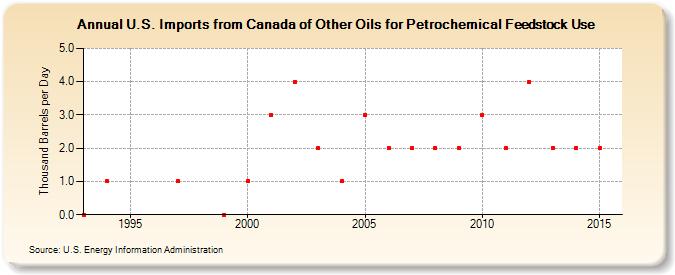 Annual U.S. Imports from Canada of Other Oils for Petrochemical Feedstock Use
Thousand Barrels per Day
5.0
4.0
3.0
2.0
1.0
0.0
1995 2000 2005 2010 2015
Source: U.S. Energy Information Administration